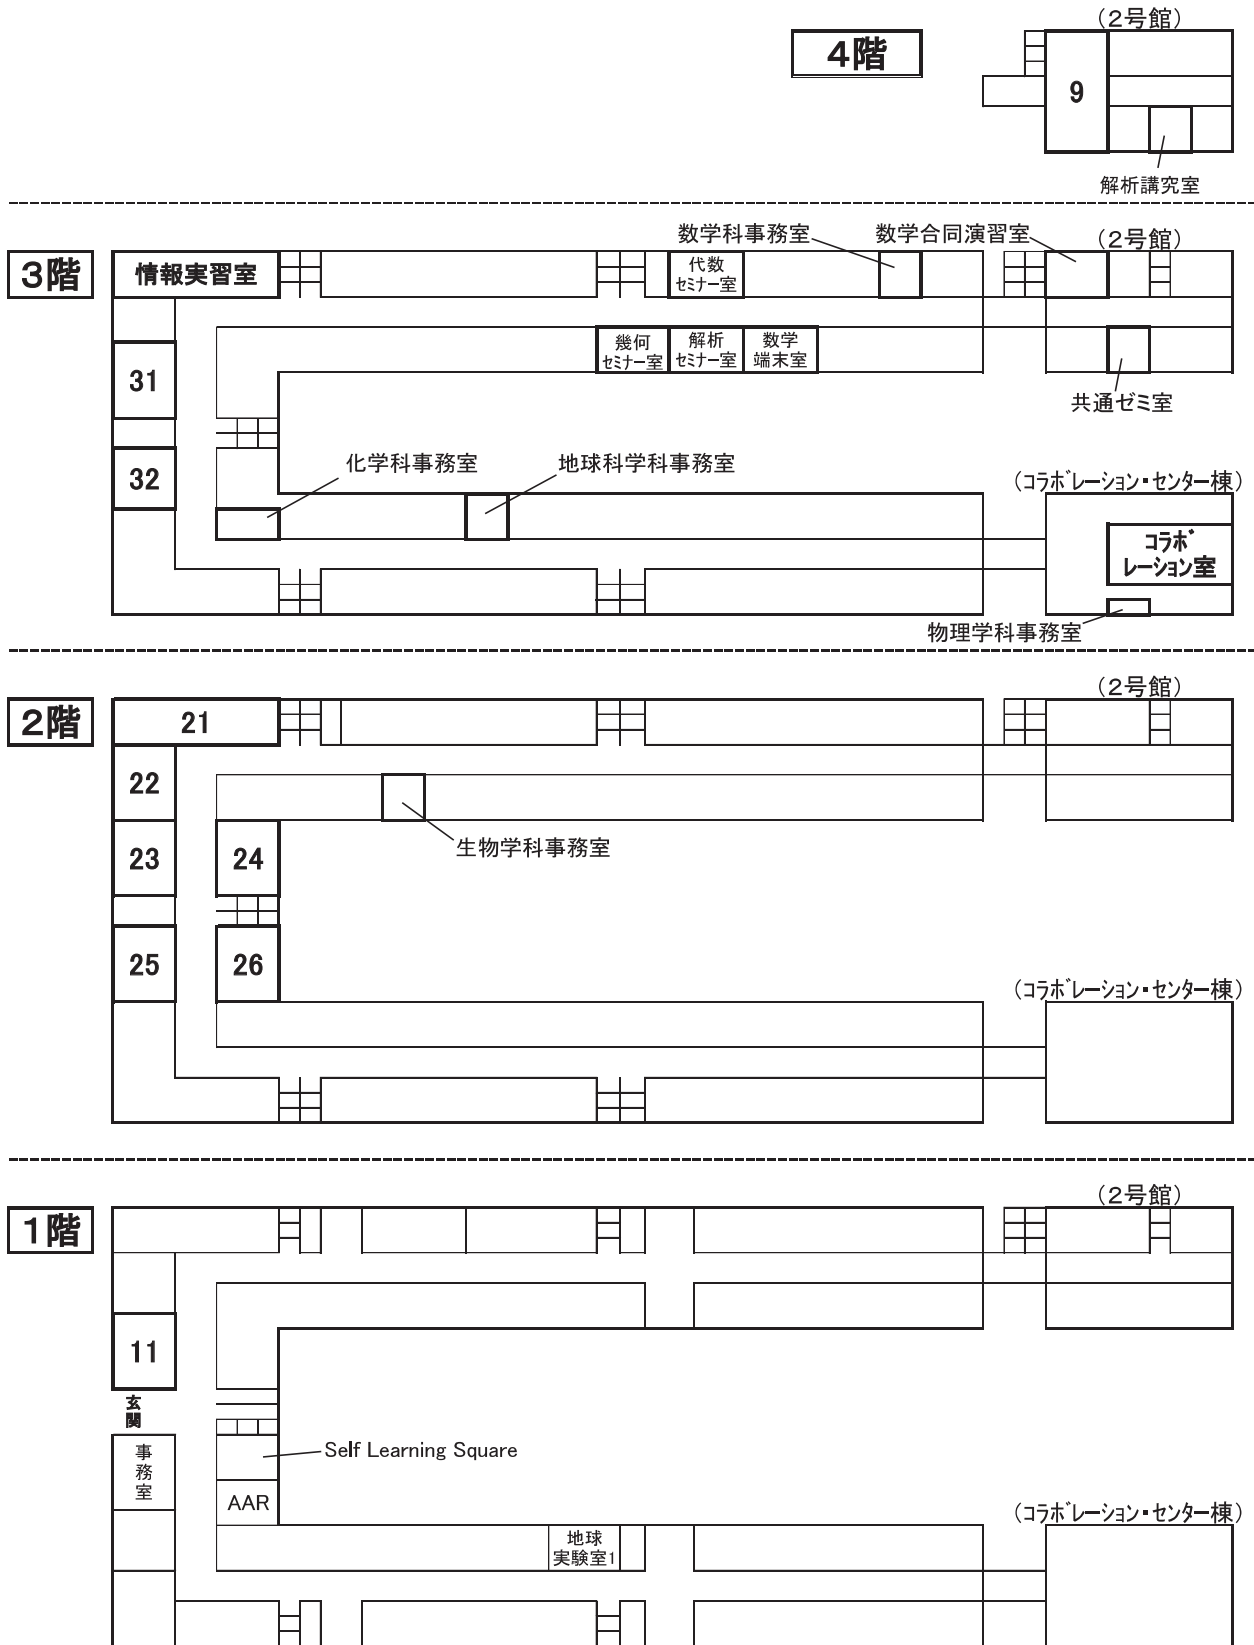 (2号館)
4階
9
解析講究室
数学科事務室
数学合同演習室
(2号館)
3階
情報実習室
代数
セミナー室
幾何
セミナー室
解析
セミナー室
数学
端末室
31
共通ゼミ室
化学科事務室
地球科学科事務室
32
(コラボレーション・センター棟)
コラボ
レーション室
物理学科事務室
(2号館)
2階
21
22
生物学科事務室
23
24
25
26
(コラボレーション・センター棟)
(2号館)
1階
11
玄
関
事
務
室
Self Learning Square
AAR
(コラボレーション・センター棟)
地球
実験室1